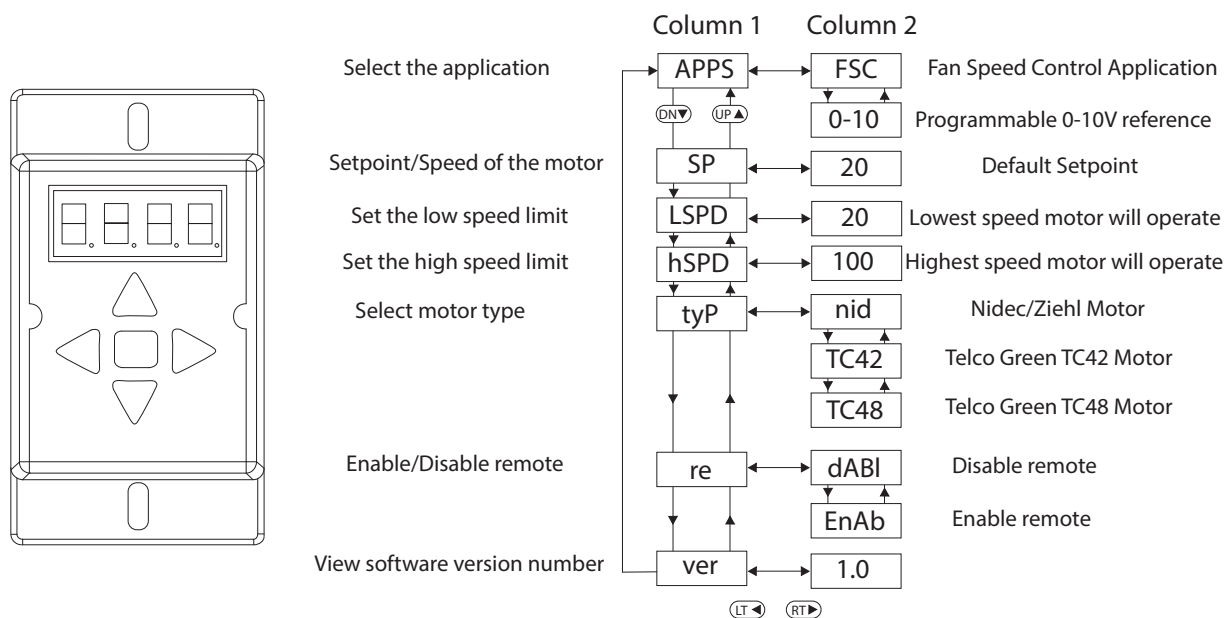 Column 1 Column 2
Select the application APPS FSC Fan Speed Control Application
DN▼ UP▲ 0-10 Programmable 0-10V reference
Setpoint/Speed of the motor SP 20 Default Setpoint
Set the low speed limit LSPD 20 Lowest speed motor will operate
Set the high speed limit hSPD 100 Highest speed motor will operate
Select motor type tyP nid Nidec/Ziehl Motor
TC42 Telco Green TC42 Motor
TC48 Telco Green TC48 Motor
Enable/Disable remote re dABl Disable remote
EnAb Enable remote
View software version number ver 1.0
LT◀ RT▶